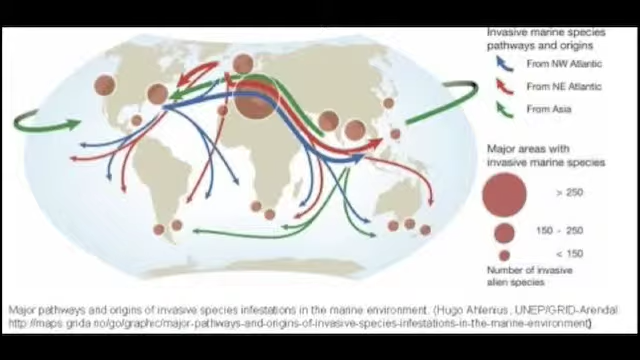 Invasive marine species
pathways and origins
From NW Atlantic
From NE Atlantic
From Asia
Major areas with
invasive marine species
> 250
150 - 250
< 150
Number of invasive
alien species
Major pathways and origins of invasive species infestations in the marine environment. (Hugo Ahlenius, UNEP/GRID-Arendal
http://maps.grida.no/go/graphic/major-pathways-and-origins-of-invasive-species-infestations-in-the-marine-environment)